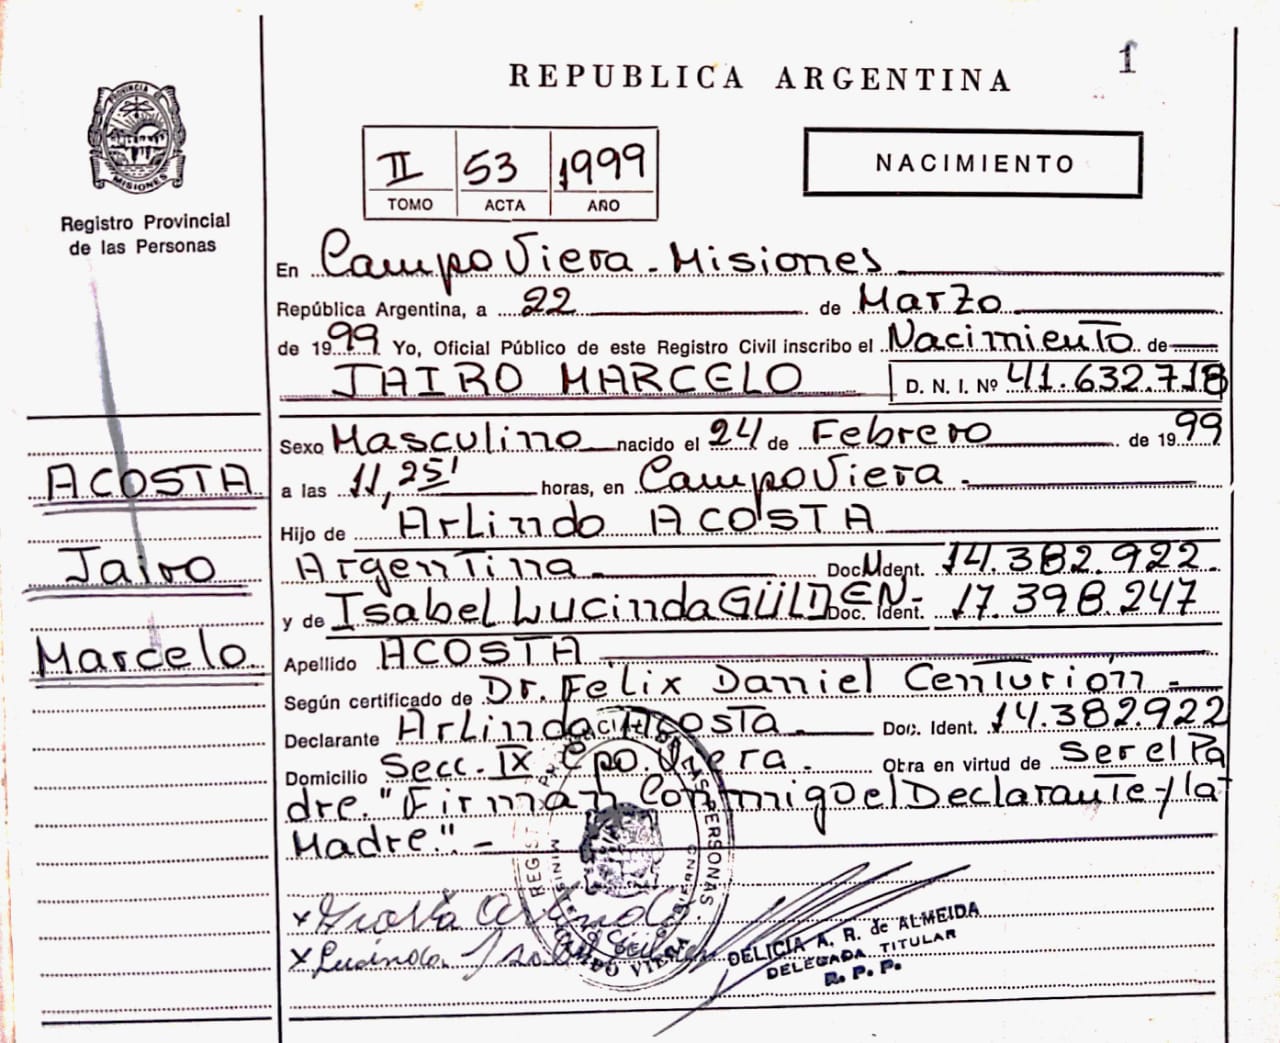 REPUBLICA ARGENTINA
1
PROVINCIA DE MISIONES
Registro Provincial
de las Personas
II 53 1999
TOMO ACTA AÑO
NACIMIENTO
En Campo Viera - Misiones
República Argentina, a 22 de Marzo
de 1999 Yo, Oficial Público de este Registro Civil inscribo el Nacimiento de
JAIRO MARCELO D. N. I. Nº 41.632.718
Sexo Masculino nacido el 24 de Febrero de 1999
ACOSTA
a las 11,25' horas, en Campo Viera.
Hijo de Arlindo ACOSTA
Jairo
Argentina. Doc. Ident. 14.382.922.
y de Isabel Lucinda GÜLDEN- Doc. Ident. 17.398.247
Marcelo
Apellido ACOSTA
Según certificado de Dr. Felix Daniel Centurión -
Declarante Arlindo Acosta. Doc. Ident. 14.382.922
Domicilio Secc. IX Cpo. Viera. Obra en virtud de Ser el Pa
dre. "Firman Conmigo el Declarante y la
Madre". -
DELICIA A. R. de ALMEIDA
DELEGADA TITULAR
R. P. P.